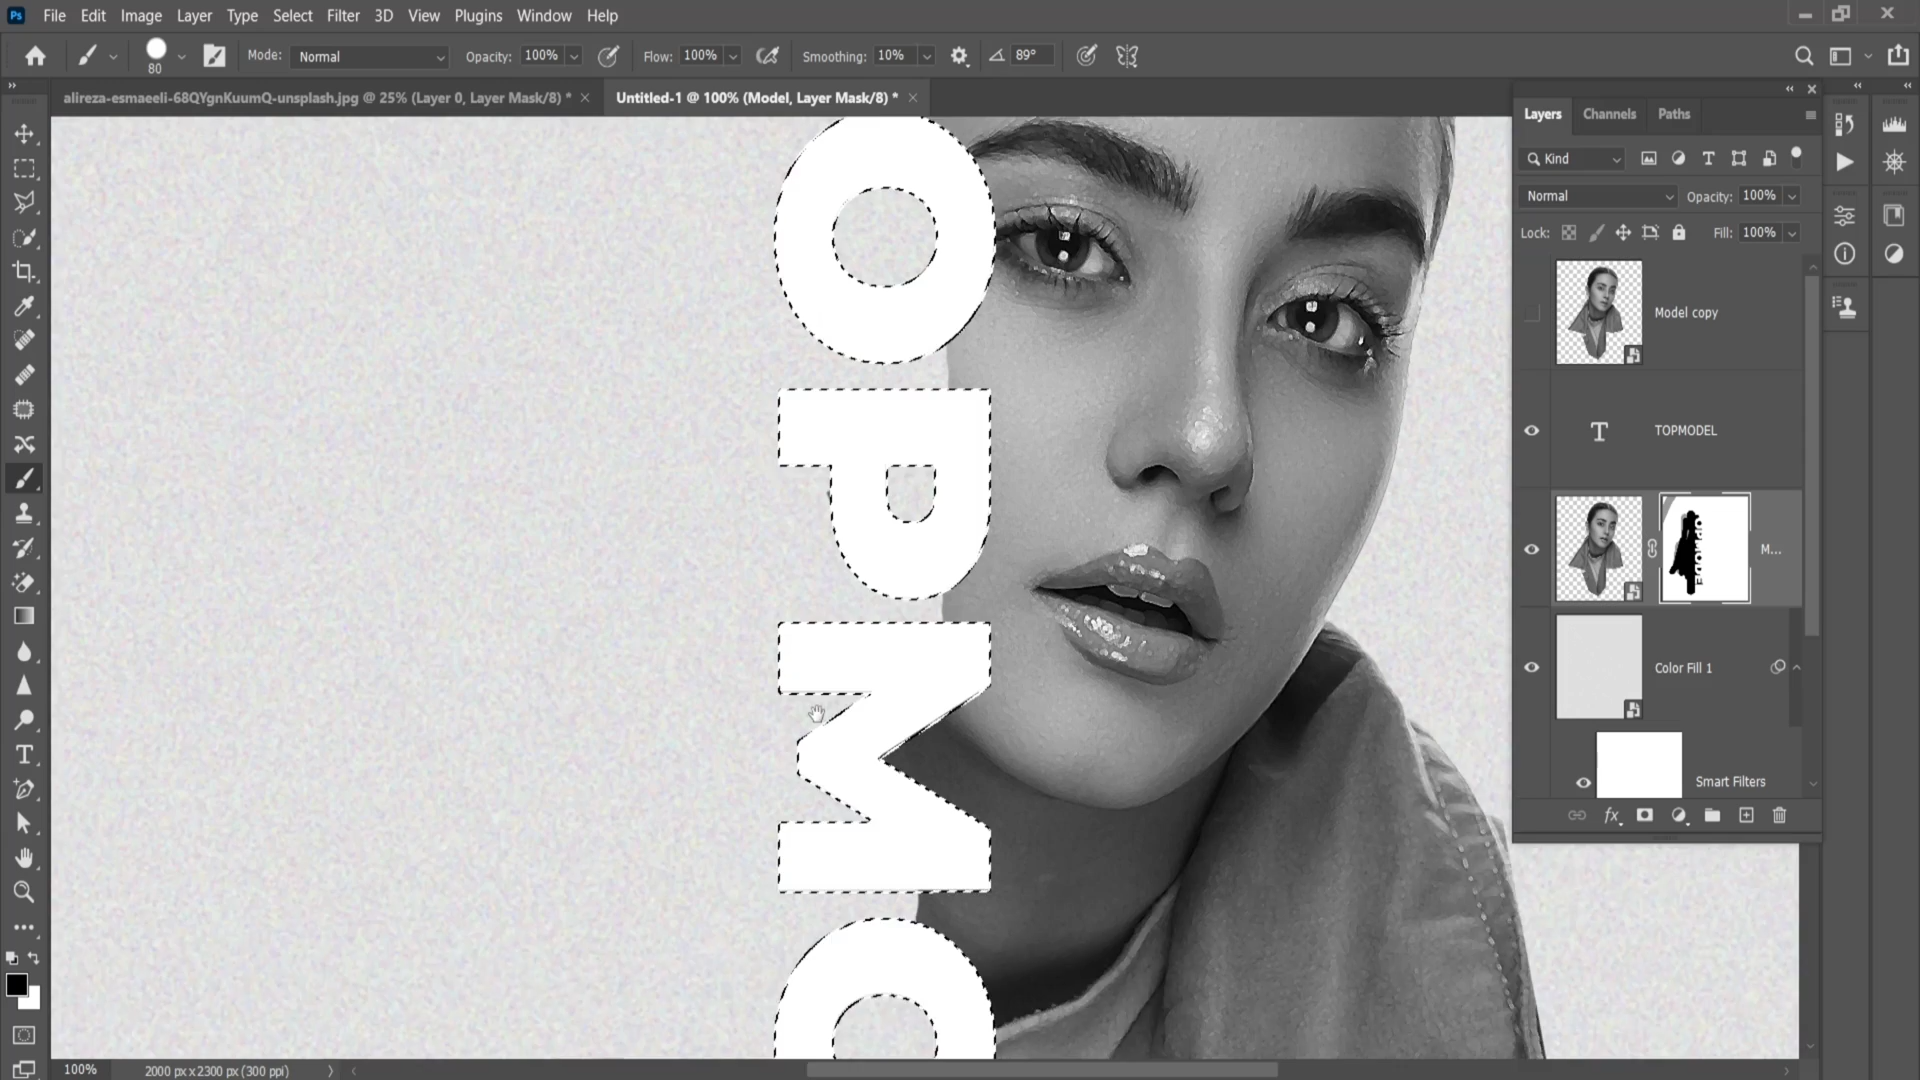 Ps File Edit Image Layer Type Select Filter 3D View Plugins Window Help
80 Mode: Normal Opacity: 100% Flow: 100% Smoothing: 10% 89°
alireza-esmaeeli-68QYgnKuumQ-unsplash.jpg @ 25% (Layer 0, Layer Mask/8) *
Untitled-1 @ 100% (Model, Layer Mask/8) *
OPMO
Layers Channels Paths
Kind
Normal Opacity: 100%
Lock: Fill: 100%
Model copy
T TOPMODEL
M...
Color Fill 1
Smart Filters
fx
100% 2000 px x 2300 px (300 ppi)